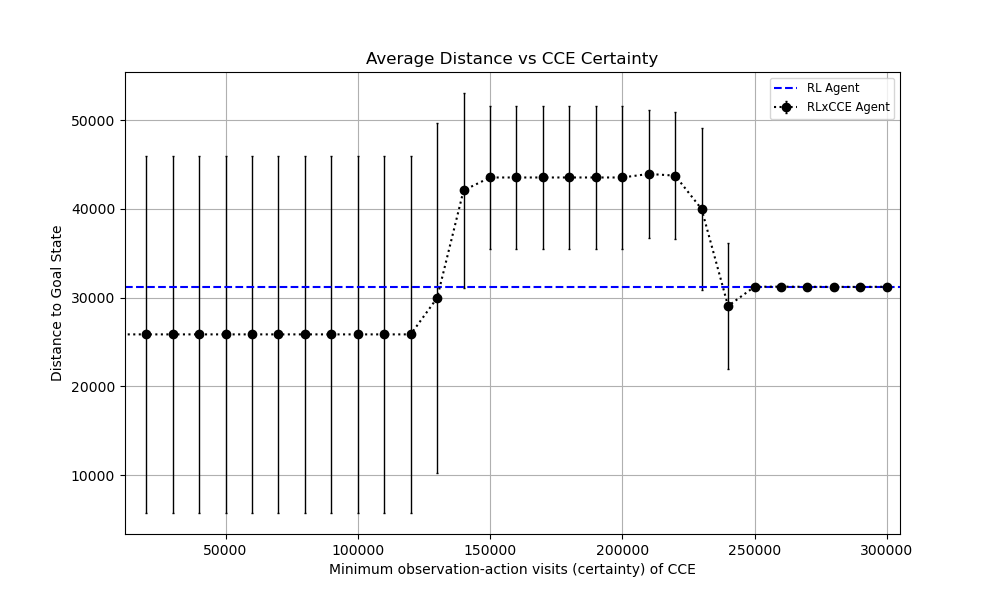 Average Distance vs CCE Certainty
RL Agent
RLxCCE Agent
50000
40000
30000
20000
10000
Distance to Goal State
50000 100000 150000 200000 250000 300000
Minimum observation-action visits (certainty) of CCE